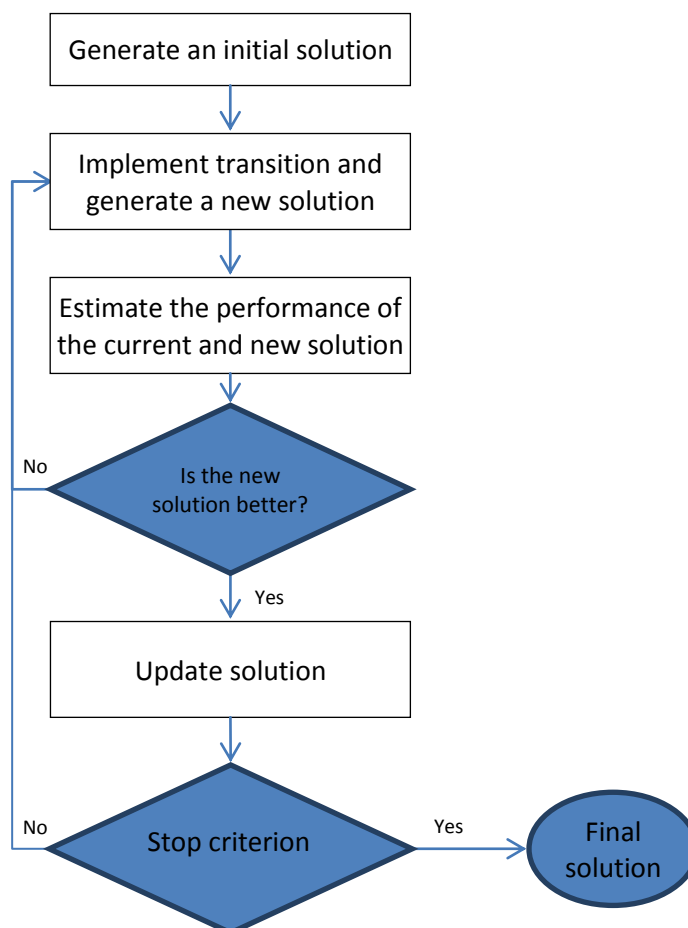 Generate an initial solution
Implement transition and
generate a new solution
Estimate the performance of
the current and new solution
No
Is the new
solution better?
Yes
Update solution
No
Stop criterion
Yes
Final
solution